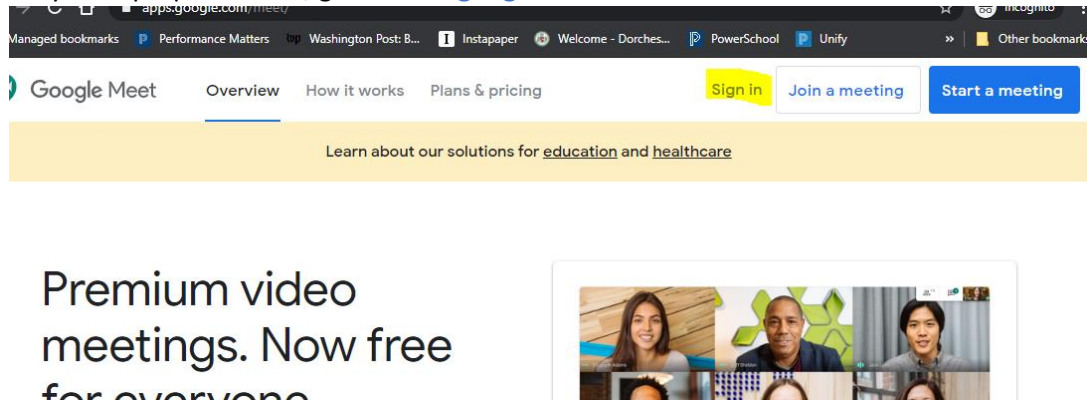 apps.google.com/meet/ Incognito
Managed bookmarks Performance Matters Washington Post: B... Instapaper Welcome - Dorches... PowerSchool Unify » Other bookmarks
Google Meet Overview How it works Plans & pricing Sign in Join a meeting Start a meeting
Learn about our solutions for education and healthcare
Premium video
meetings. Now free
for everyone